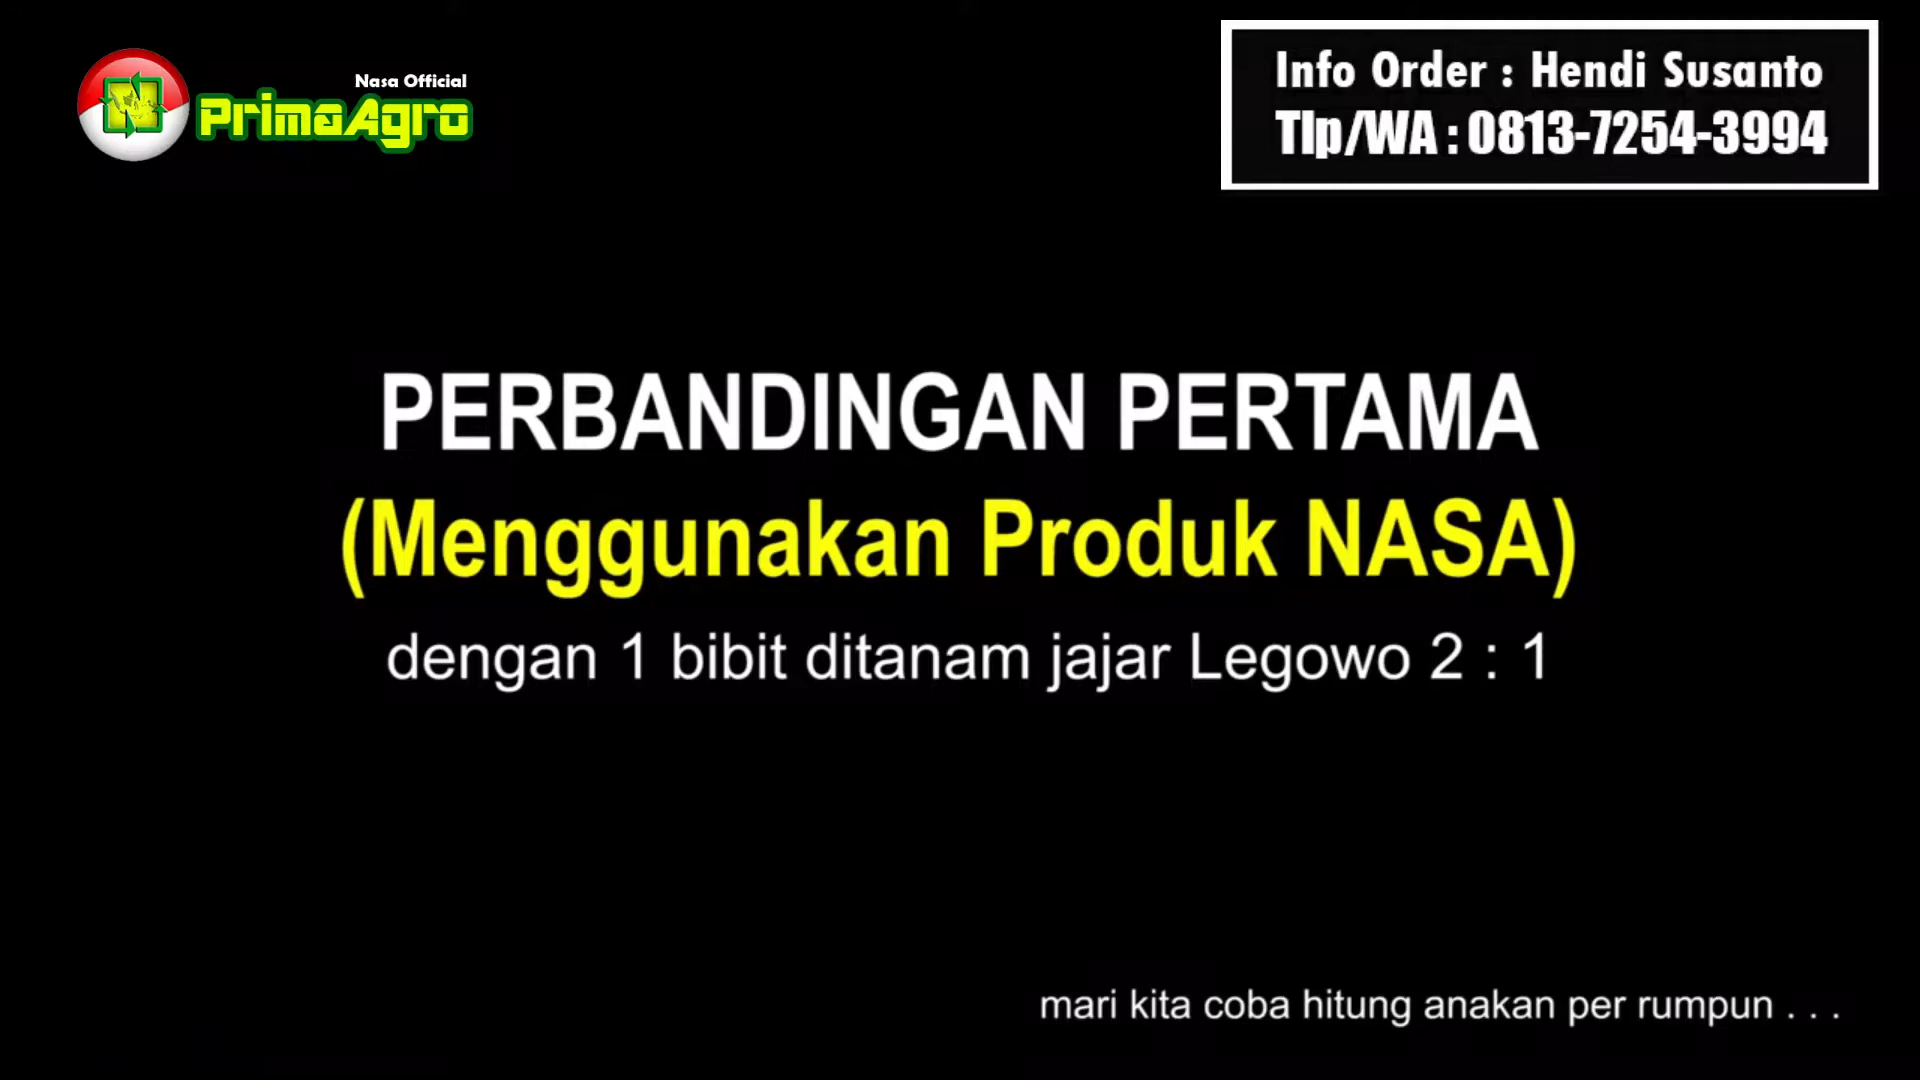 Nasa Official
PrimaAgro
Info Order : Hendi Susanto
Tlp/WA : 0813-7254-3994
PERBANDINGAN PERTAMA
(Menggunakan Produk NASA)
dengan 1 bibit ditanam jajar Legowo 2 : 1
mari kita coba hitung anakan per rumpun . . .